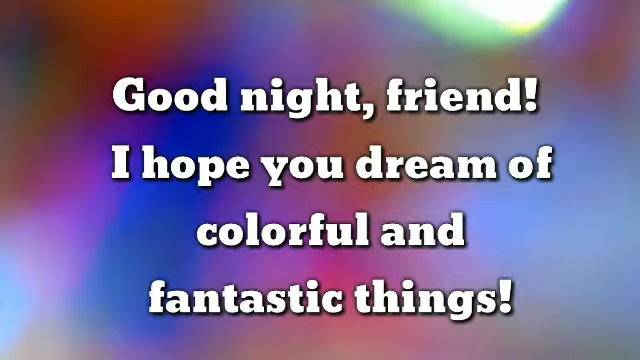 Good night, friend!
I hope you dream of
colorful and
fantastic things!